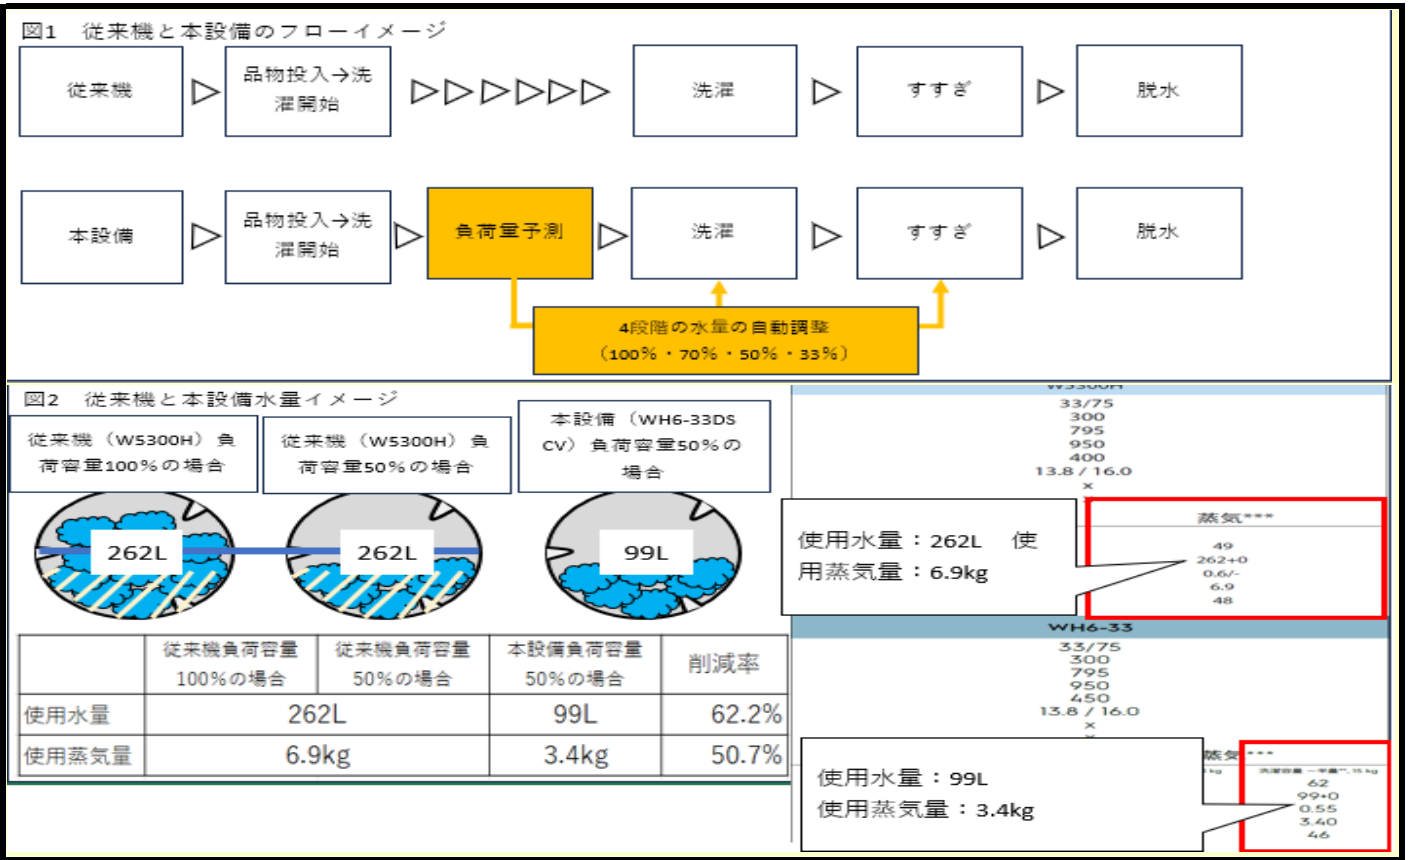 図1　従来機と本設備のフローイメージ
従来機
品物投入→洗
濯開始
洗濯
すすぎ
脱水
本設備
品物投入→洗
濯開始
負荷量予測
洗濯
すすぎ
脱水
4段階の水量の自動調整
（100%・70%・50%・33%）
図2　従来機と本設備水量イメージ
従来機（W5300H）負
荷容量100%の場合
従来機（W5300H）負
荷容量50%の場合
本設備（WH6-33DS
CV）負荷容量50%の
場合
262L
262L
99L
従来機負荷容量
100%の場合
従来機負荷容量
50%の場合
本設備負荷容量
50%の場合
削減率
使用水量 262L 99L 62.2%
使用蒸気量 6.9kg 3.4kg 50.7%
W5300H
33/75
300
795
950
400
13.8 / 16.0
x
蒸気***
49
262+0
0.6/-
6.9
48
使用水量：262L　使
用蒸気量：6.9kg
WH6-33
33/75
300
795
950
450
13.8 / 16.0
x
蒸気***
62
99+0
0.55
3.40
46
使用水量：99L
使用蒸気量：3.4kg